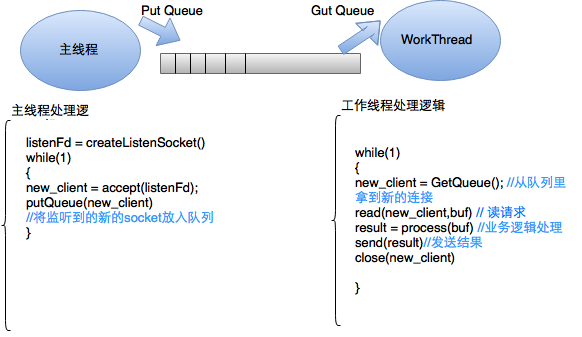 Put Queue
Gut Queue
主线程
WorkThread
主线程处理逻
listenFd = createListenSocket()
while(1)
{
new_client = accept(listenFd);
putQueue(new_client)
//将监听到的新的socket放入队列
}
工作线程处理逻辑
while(1)
{
new_client = GetQueue(); //从队列里
拿到新的连接
read(new_client,buf) // 读请求
result = process(buf) //业务逻辑处理
send(result)//发送结果
close(new_client)
}